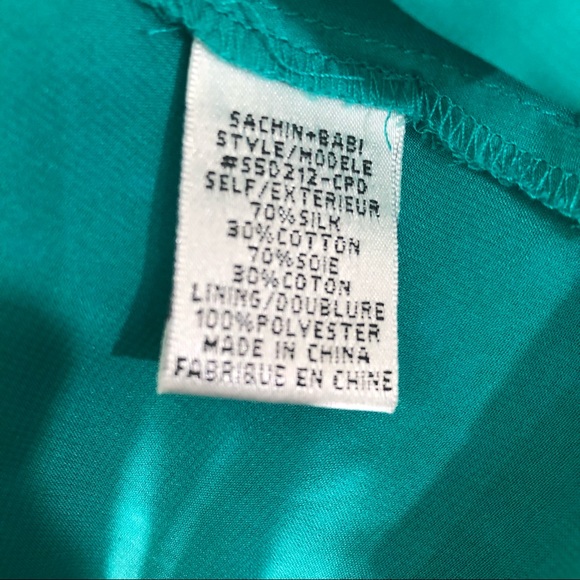 SACHIN+BABI
STYLE/MODELE
#SSD212-CPD
SELF/EXTERIEUR
70%SILK
30%COTTON
70%SOIE
30%COTON
LINING/DOUBLURE
100%POLYESTER
MADE IN CHINA
FABRIQUE EN CHINE